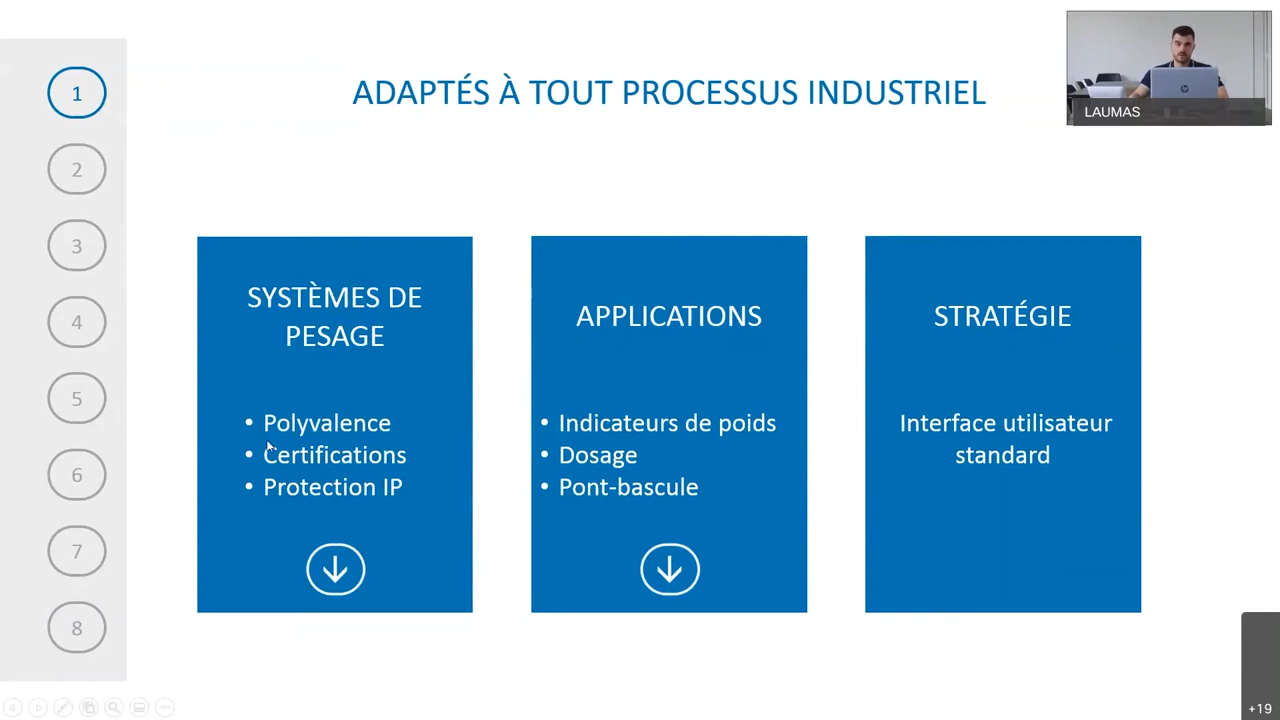 ADAPTÉS À TOUT PROCESSUS INDUSTRIEL
LAUMAS
1
2
3
4
5
6
7
8
SYSTÈMES DE
PESAGE
• Polyvalence
• Certifications
• Protection IP
APPLICATIONS
• Indicateurs de poids
• Dosage
• Pont-bascule
STRATÉGIE
Interface utilisateur
standard
+19